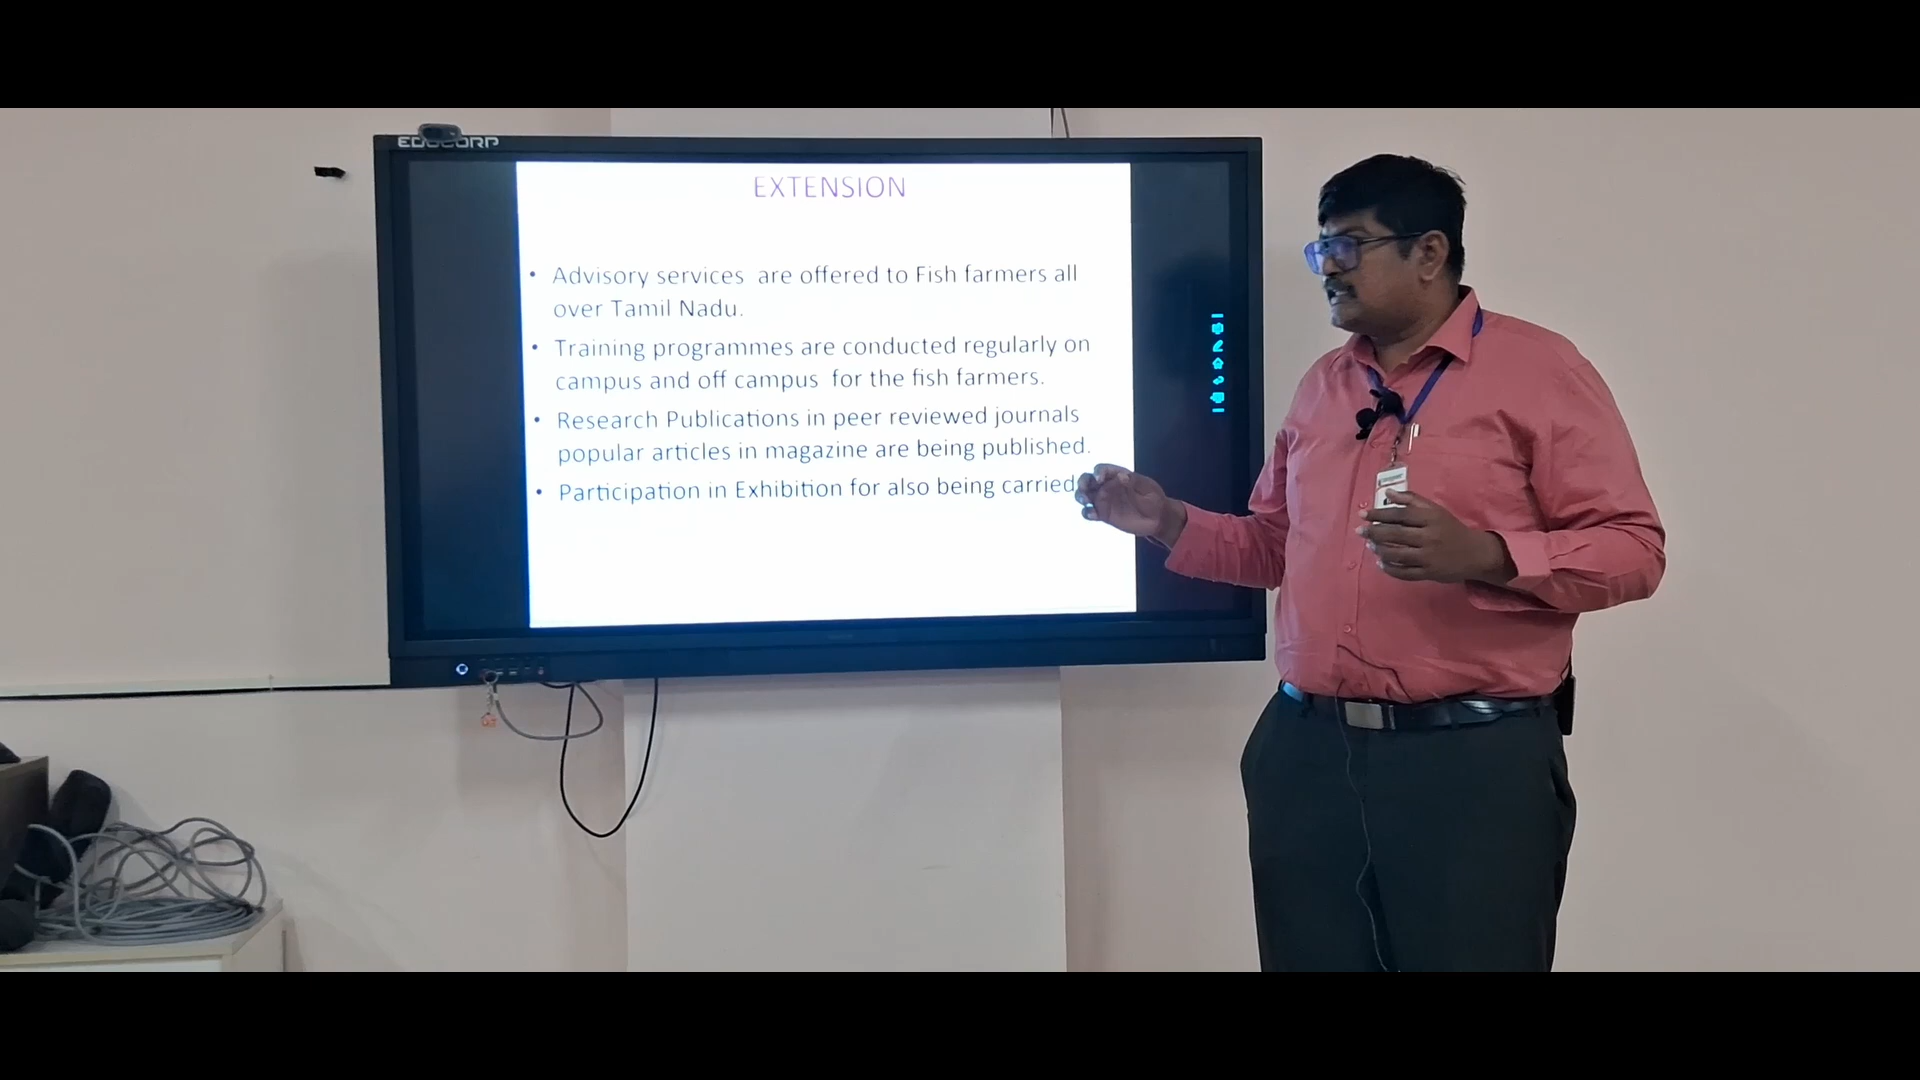 EDUCORP
EXTENSION
• Advisory services are offered to Fish farmers all
over Tamil Nadu.
• Training programmes are conducted regularly on
campus and off campus for the fish farmers.
• Research Publications in peer reviewed journals
popular articles in magazine are being published.
• Participation in Exhibition for also being carried